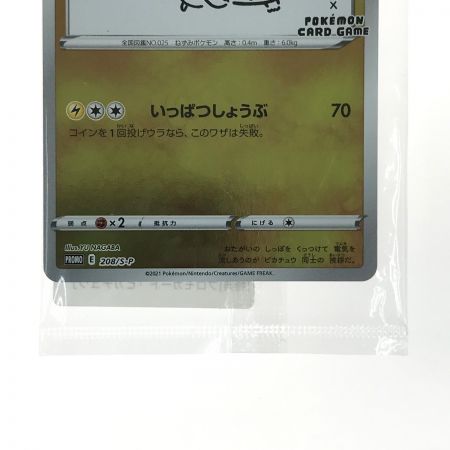 ×
POKÉMON
CARD GAME
全国図鑑NO.025 ねずみポケモン 高さ：0.4m 重さ：6.0kg
いっぱつしょうぶ 70
コインを1回投げウラなら、このワザは失敗。
弱点 ×2 抵抗力 にげる
Illus. YU NAGABA
PROMO E 208/S-P
おたがいの しっぽを くっつけて 電気を
流しあうのが ピカチュウ 同士の 挨拶だ。
©2021 Pokémon/Nintendo/Creatures/GAME FREAK.